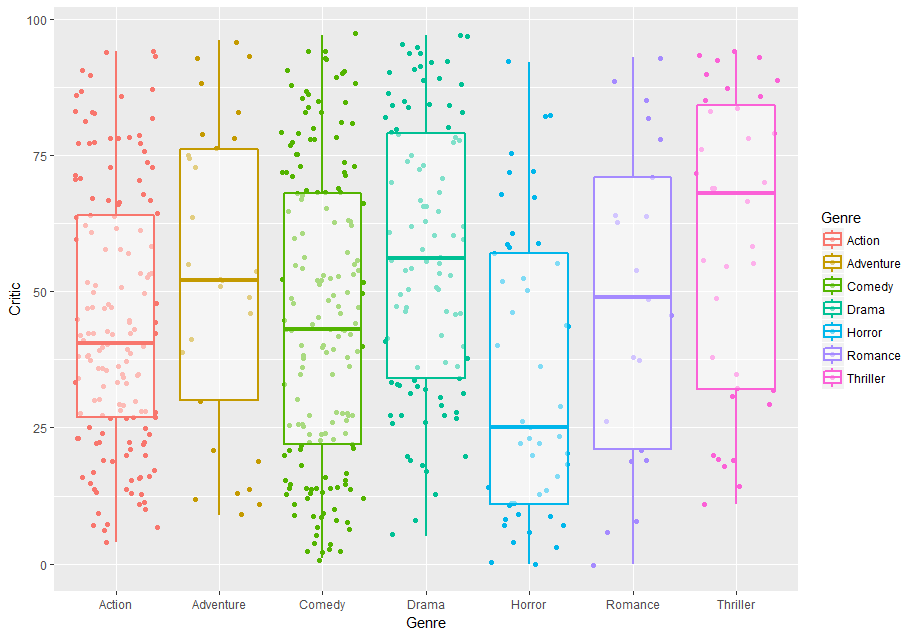 100
75
50
25
0
Critic
Action Adventure Comedy Drama Horror Romance Thriller
Genre
Genre
Action
Adventure
Comedy
Drama
Horror
Romance
Thriller